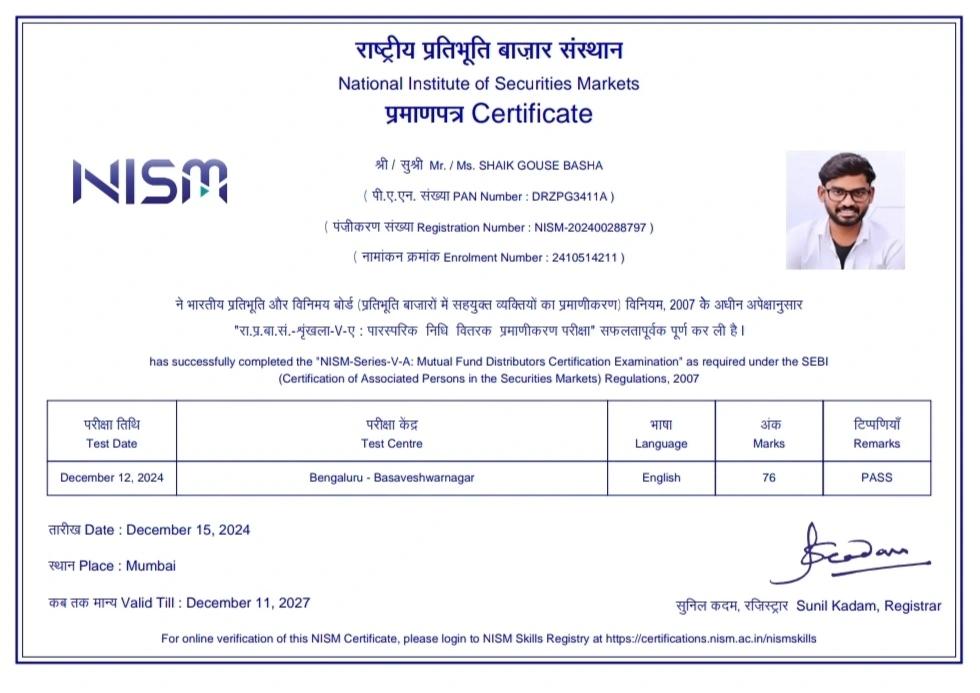 राष्ट्रीय प्रतिभूति बाज़ार संस्थान
National Institute of Securities Markets
प्रमाणपत्र Certificate
NISM
श्री / सुश्री Mr. / Ms. SHAIK GOUSE BASHA
( पी.ए.एन. संख्या PAN Number : DRZPG3411A )
( पंजीकरण संख्या Registration Number : NISM-202400288797 )
( नामांकन क्रमांक Enrolment Number : 2410514211 )
ने भारतीय प्रतिभूति और विनिमय बोर्ड (प्रतिभूति बाजारों में सहयुक्त व्यक्तियों का प्रमाणीकरण) विनियम, 2007 के अधीन अपेक्षानुसार
"रा.प्र.बा.सं.-शृंखला-V-ए : पारस्परिक निधि वितरक प्रमाणीकरण परीक्षा" सफलतापूर्वक पूर्ण कर ली है।
has successfully completed the "NISM-Series-V-A: Mutual Fund Distributors Certification Examination" as required under the SEBI
(Certification of Associated Persons in the Securities Markets) Regulations, 2007
परीक्षा तिथि परीक्षा केंद्र भाषा अंक टिप्पणियाँ
Test Date Test Centre Language Marks Remarks
December 12, 2024 Bengaluru - Basaveshwarnagar English 76 PASS
तारीख Date : December 15, 2024
स्थान Place : Mumbai
कब तक मान्य Valid Till : December 11, 2027
सुनिल कदम, रजिस्ट्रार Sunil Kadam, Registrar
For online verification of this NISM Certificate, please login to NISM Skills Registry at https://certifications.nism.ac.in/nismskills